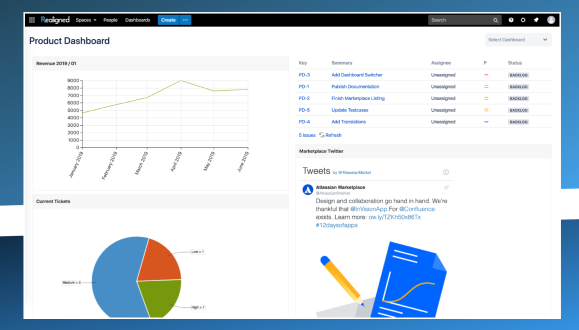 Realigned Spaces People Dashboards Create ··· Search
Product Dashboard
Select Dashboard
Revenue 2019 / 01
9000
8000
7000
6000
5000
4000
3000
2000
1000
0
January 2019
February 2019
March 2019
April 2019
May 2019
June 2019
Current Tickets
Low = 1
Medium = 3
High = 1
Key Summary Assignee P Status
PD-3 Add Dashboard Switcher Unassigned BACKLOG
PD-1 Publish Documentation Unassigned BACKLOG
PD-2 Finish Marketplace Listing Unassigned BACKLOG
PD-5 Update Testcases Unassigned BACKLOG
PD-4 Add Translations Unassigned BACKLOG
5 issues Refresh
Marketplace Twitter
Tweets by @AtlassianMarket
Atlassian Marketplace
@AtlassianMarket
Design and collaboration go hand in hand. We're
thankful that @InVisionApp For @Confluence
exists. Learn more: ow.ly/TZKh50x86Tx
#12daysofapps